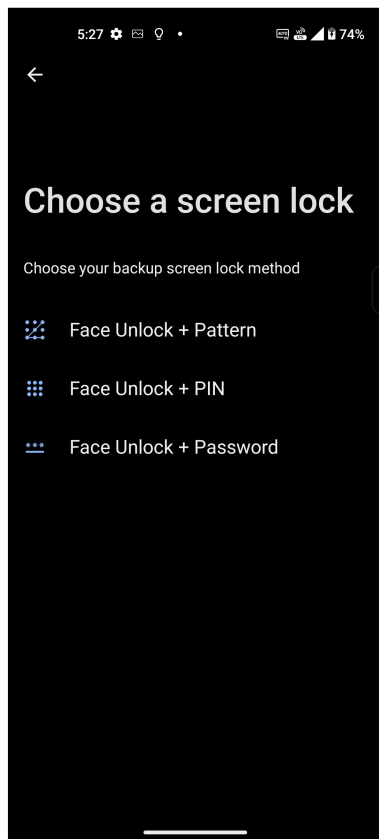 5:27 74%
Choose a screen lock
Choose your backup screen lock method
Face Unlock + Pattern
Face Unlock + PIN
Face Unlock + Password